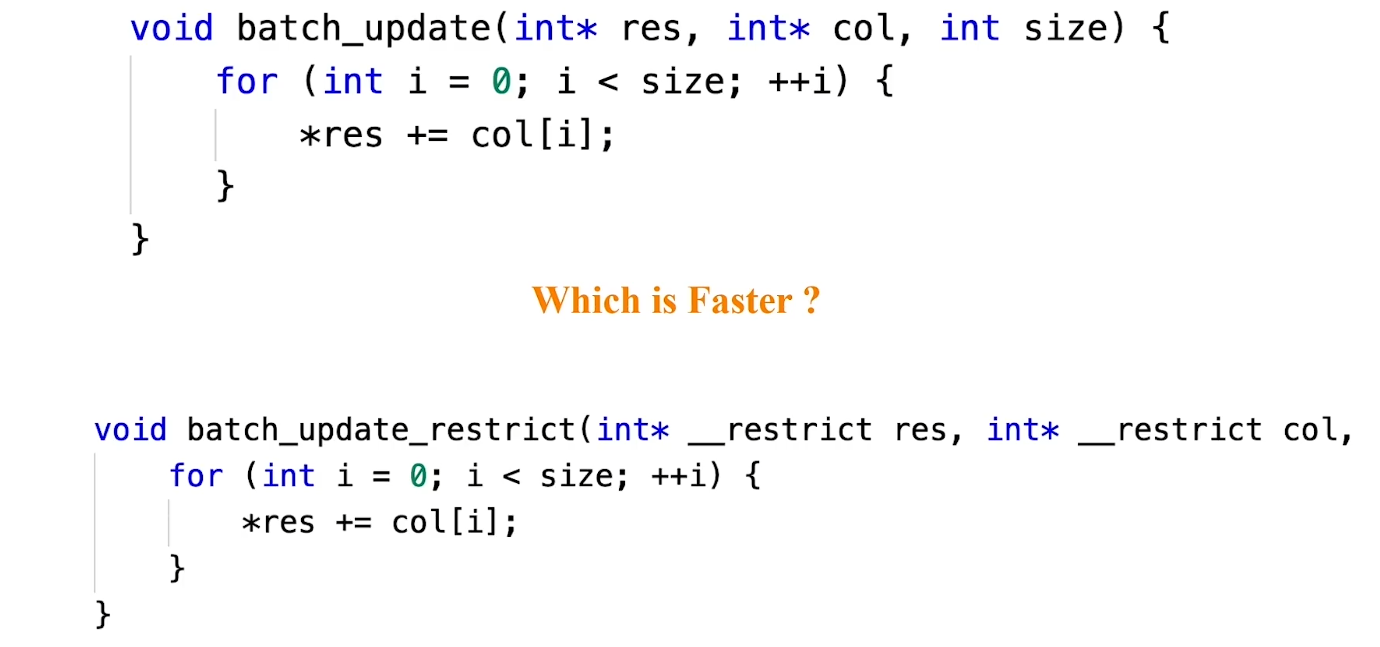 void batch_update(int* res, int* col, int size) {
for (int i = 0; i < size; ++i) {
*res += col[i];
}
}
Which is Faster ?
void batch_update_restrict(int* __restrict res, int* __restrict col,
for (int i = 0; i < size; ++i) {
*res += col[i];
}
}